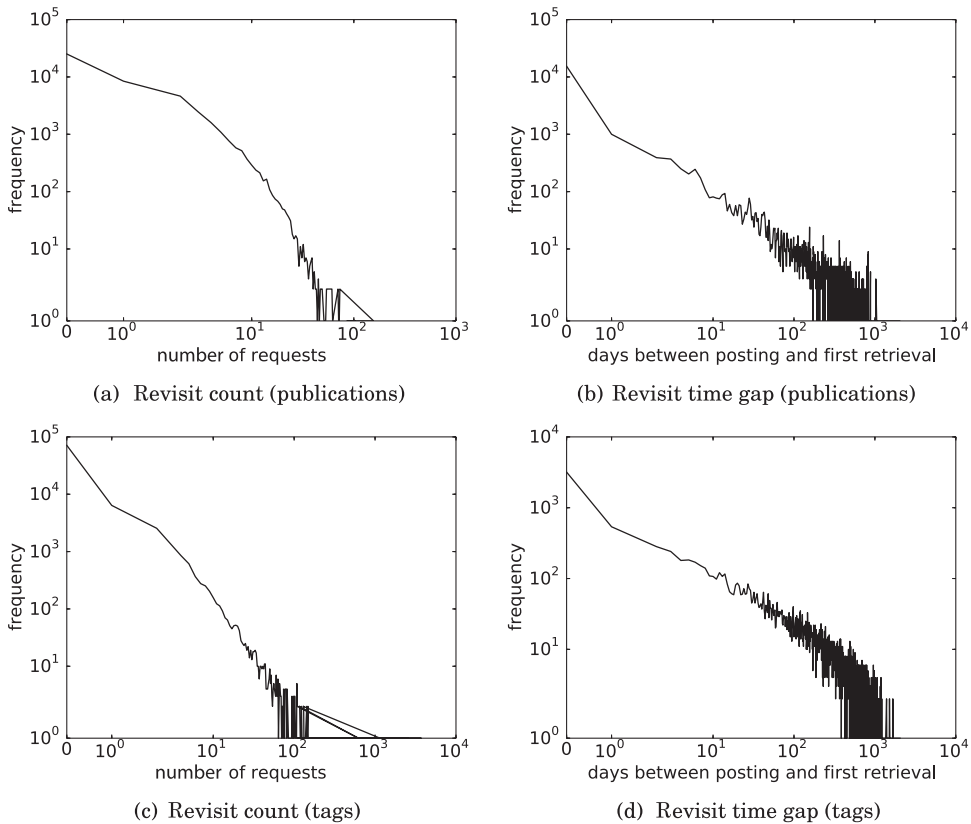 10^5
10^4
10^3
10^2
10^1
10^0
frequency
0 10^0 10^1 10^2 10^3
number of requests
(a) Revisit count (publications)
10^5
10^4
10^3
10^2
10^1
10^0
frequency
0 10^0 10^1 10^2 10^3 10^4
days between posting and first retrieval
(b) Revisit time gap (publications)
10^5
10^4
10^3
10^2
10^1
10^0
frequency
0 10^0 10^1 10^2 10^3 10^4
number of requests
(c) Revisit count (tags)
10^4
10^3
10^2
10^1
10^0
frequency
0 10^0 10^1 10^2 10^3 10^4
days between posting and first retrieval
(d) Revisit time gap (tags)